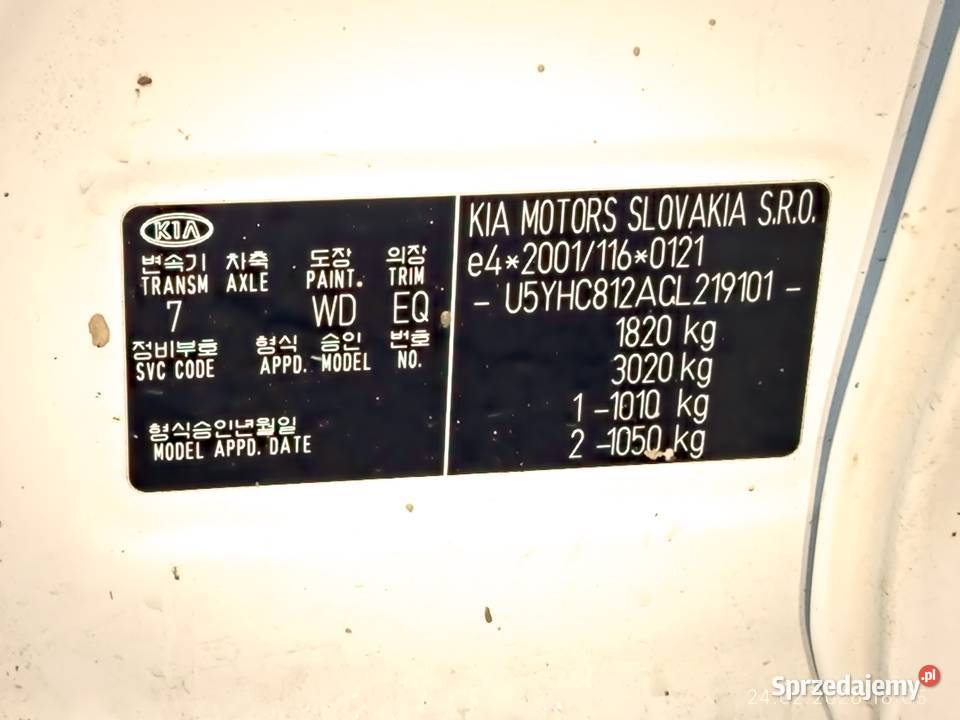 KIA
변속기 차축 도장 의장
TRANSM AXLE PAINT. TRIM
7 WD EQ
정비부호 형식 승인 번호
SVC CODE APPD. MODEL NO.
형식승인년월일
MODEL APPD. DATE
KIA MOTORS SLOVAKIA S.R.O.
e4*2001/116*0121
- U5YHC812AGL219101 -
1820 kg
3020 kg
1 -1010 kg
2 -1050 kg
Sprzedajemy.pl